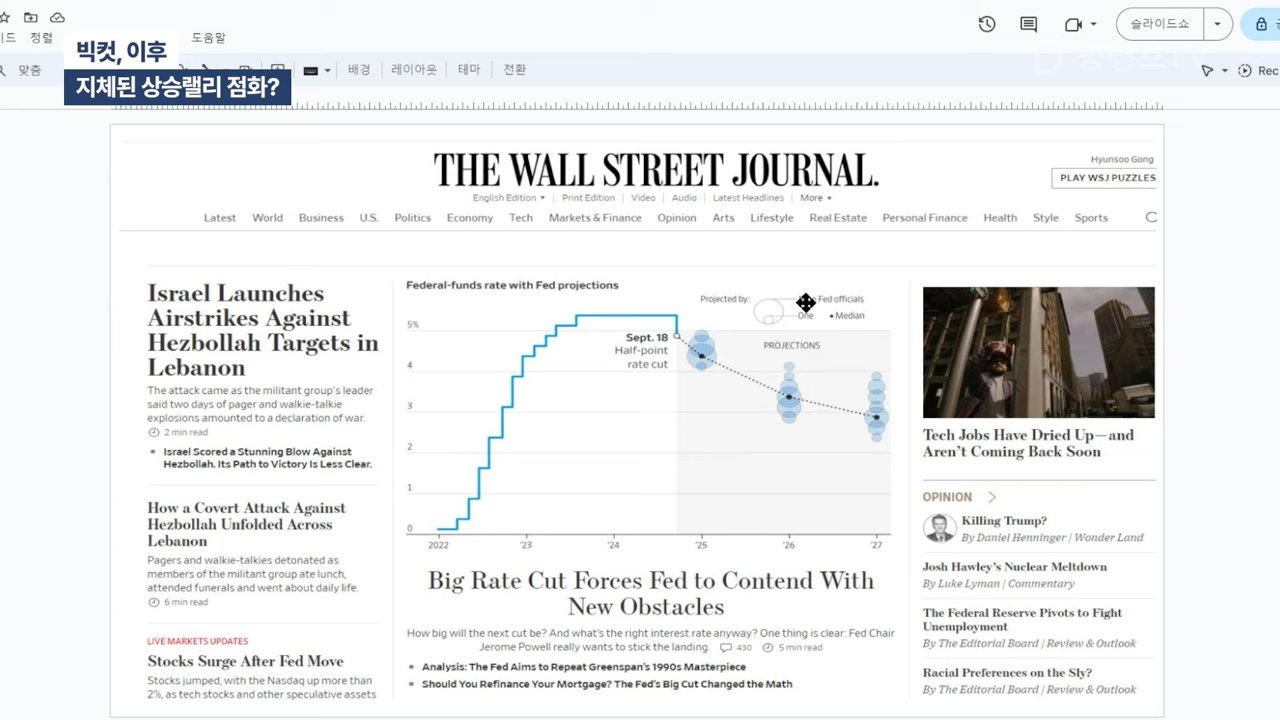 정렬
도움말
슬라이드쇼
빅컷, 이후
지체된 상승랠리 점화?
맞춤
배경
레이아웃
테마
전환
Rec
THE WALL STREET JOURNAL.
Hyunsoo Gong
PLAY WSJ PUZZLES
English Edition
Print Edition
Video
Audio
Latest Headlines
More
Latest
World
Business
U.S.
Politics
Economy
Tech
Markets & Finance
Opinion
Arts
Lifestyle
Real Estate
Personal Finance
Health
Style
Sports
Israel Launches
Airstrikes Against
Hezbollah Targets in
Lebanon
The attack came as the militant group's leader
said two days of pager and walkie-talkie
explosions amounted to a declaration of war.
2 min read
Israel Scored a Stunning Blow Against
Hezbollah. Its Path to Victory Is Less Clear.
How a Covert Attack Against
Hezbollah Unfolded Across
Lebanon
Pagers and walkie-talkies detonated as
members of the militant group ate lunch,
attended funerals and went about daily life.
6 min read
LIVE MARKETS UPDATES
Stocks Surge After Fed Move
Stocks jumped, with the Nasdaq up more than
2%, as tech stocks and other speculative assets
Federal-funds rate with Fed projections
Projected by:
Fed officials
One
Median
5%
4
3
2
1
0
Sept. 18
Half-point
rate cut
PROJECTIONS
2022
'23
'24
'25
'26
'27
Big Rate Cut Forces Fed to Contend With
New Obstacles
How big will the next cut be? And what's the right interest rate anyway? One thing is clear: Fed Chair
Jerome Powell really wants to stick the landing.
430
5 min read
Analysis: The Fed Aims to Repeat Greenspan's 1990s Masterpiece
Should You Refinance Your Mortgage? The Fed's Big Cut Changed the Math
Tech Jobs Have Dried Up—and
Aren't Coming Back Soon
OPINION
Killing Trump?
By Daniel Henninger | Wonder Land
Josh Hawley's Nuclear Meltdown
By Luke Lyman | Commentary
The Federal Reserve Pivots to Fight
Unemployment
By The Editorial Board | Review & Outlook
Racial Preferences on the Sly?
By The Editorial Board | Review & Outlook